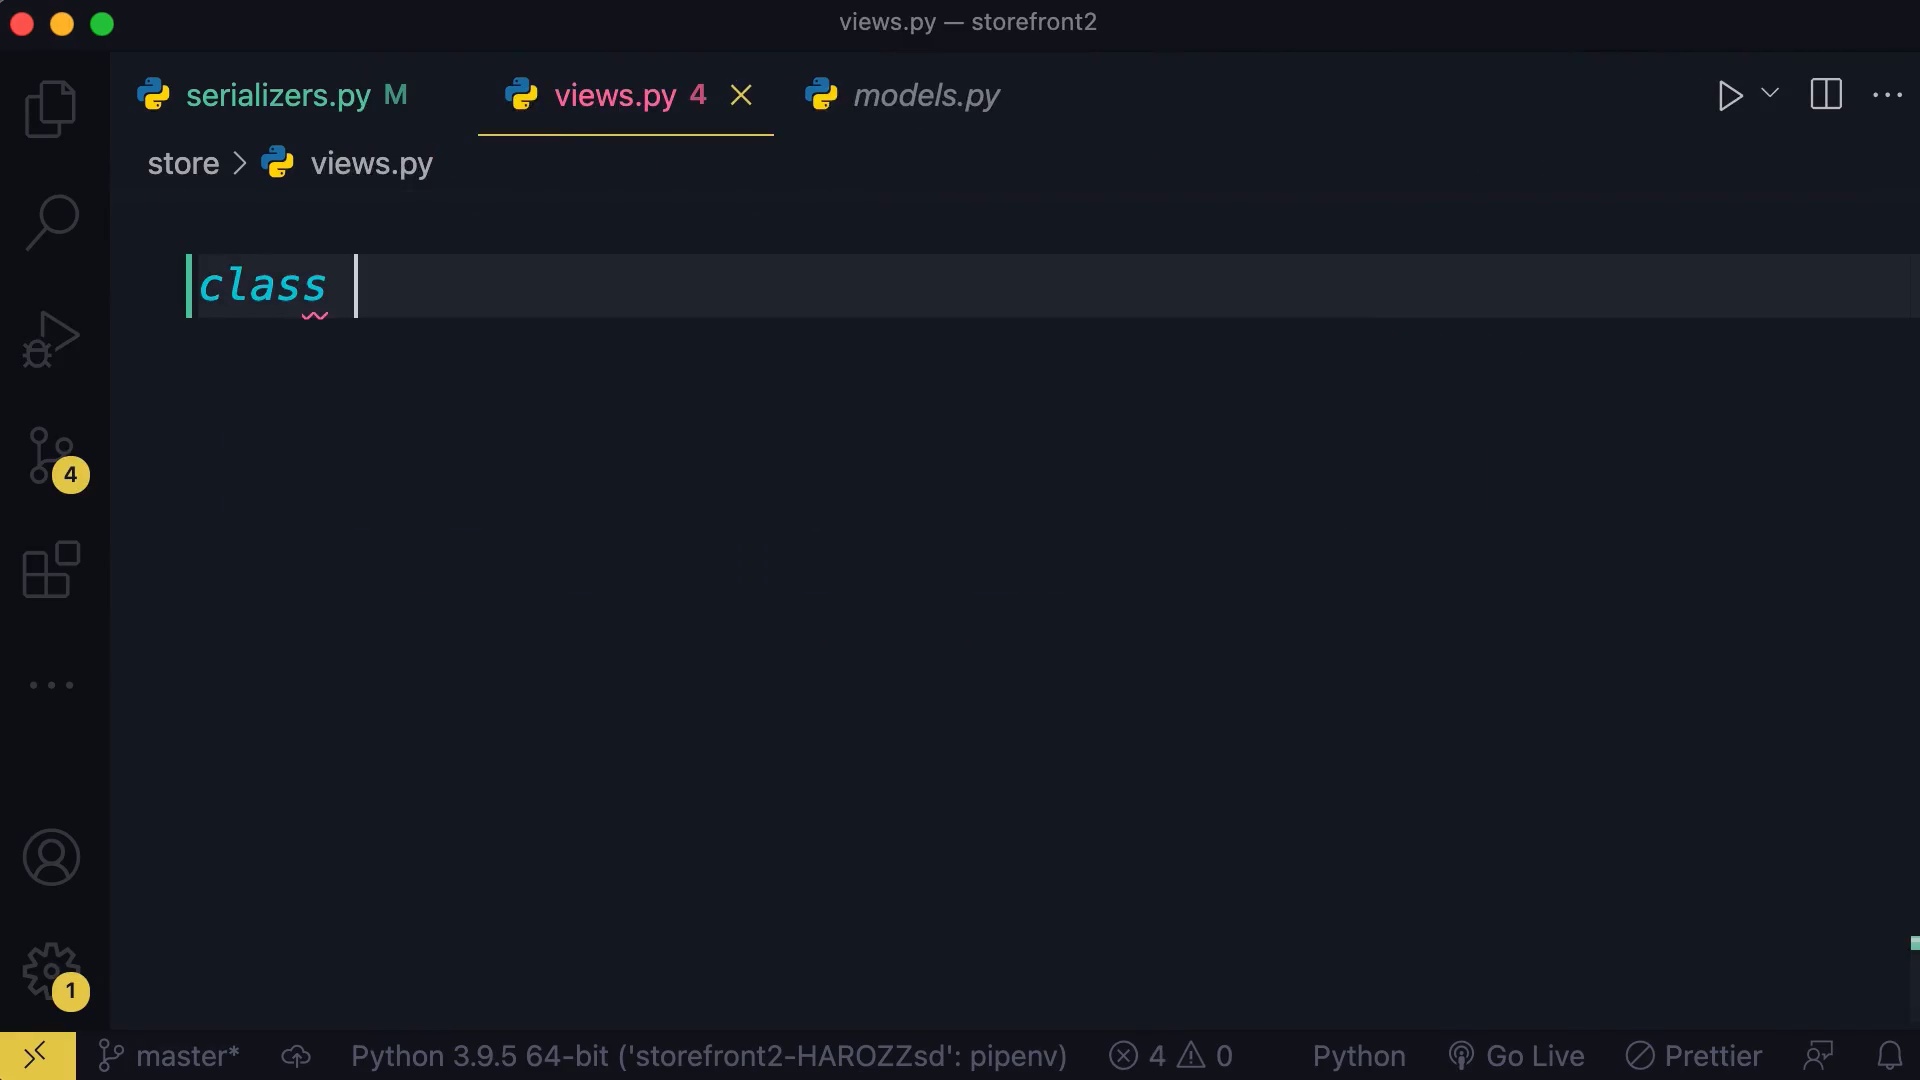 views.py — storefront2
serializers.py M views.py 4 models.py
store > views.py
class
4
1
master* Python 3.9.5 64-bit ('storefront2-HAROZZsd': pipenv) 4 0 Python Go Live Prettier